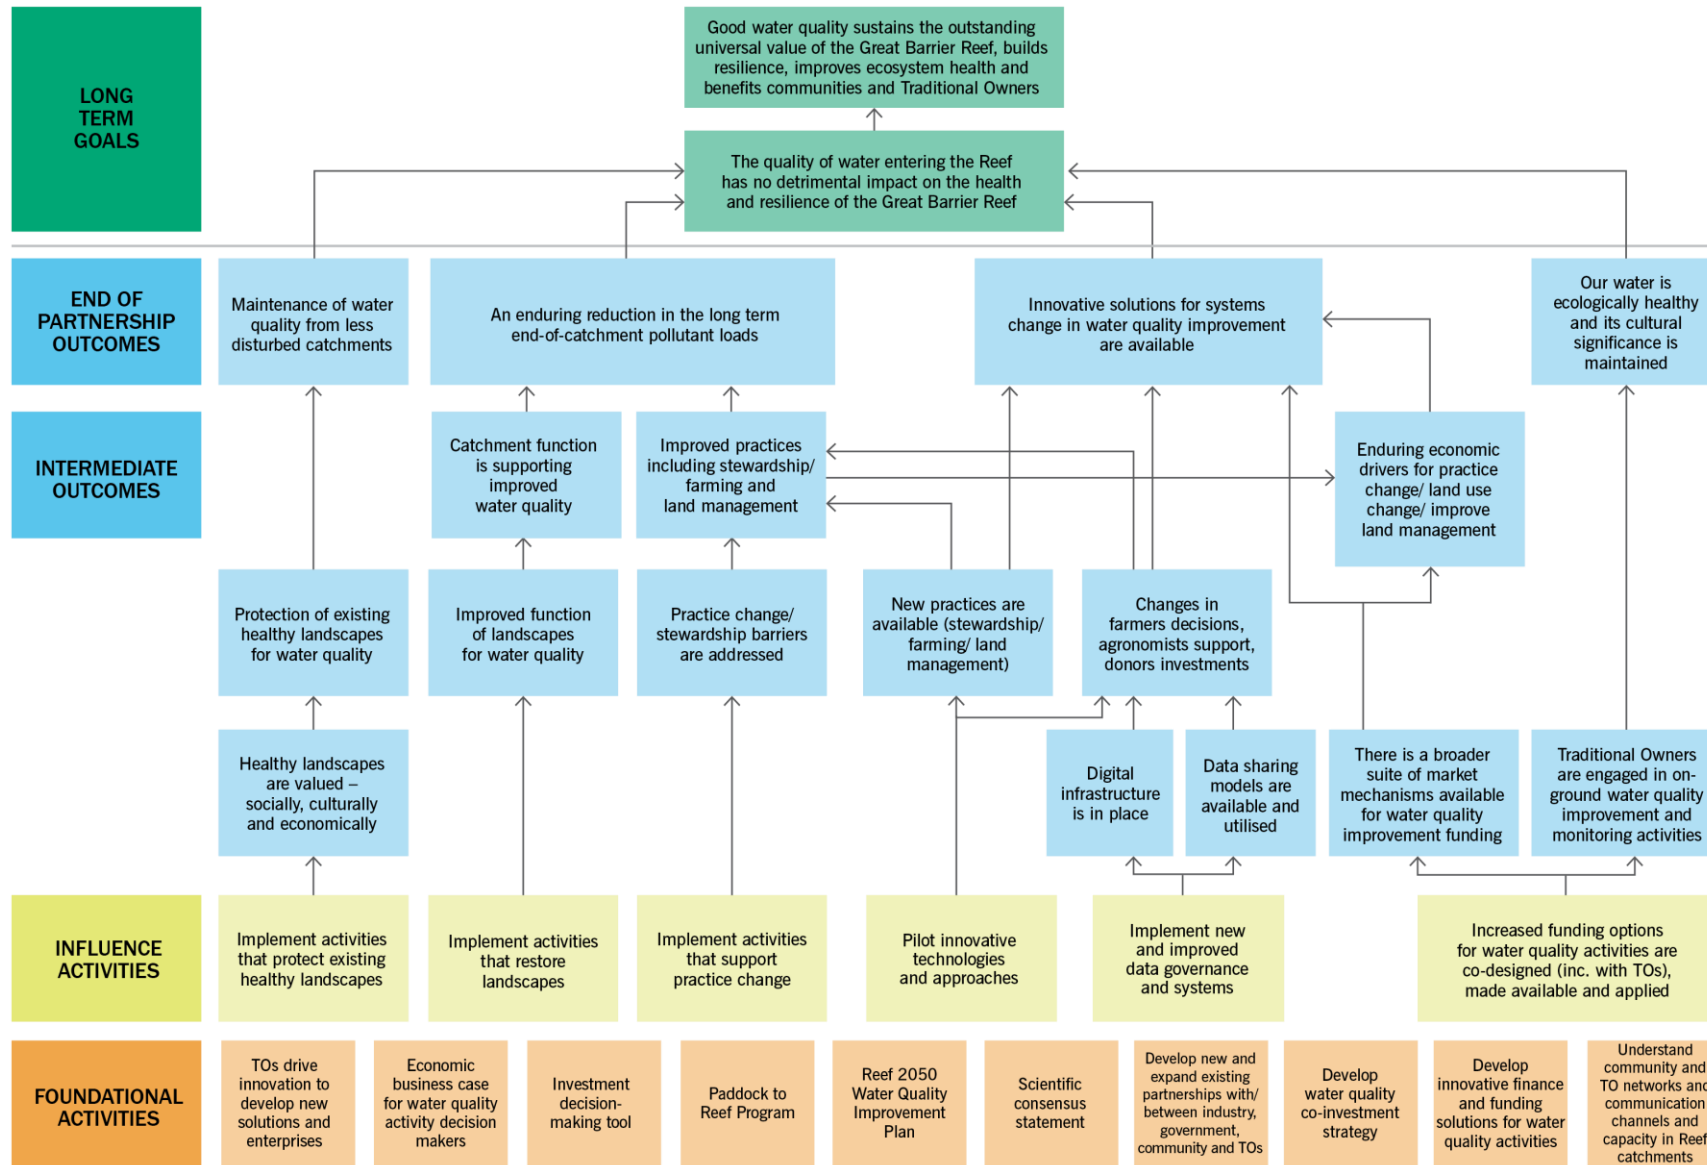 LONG
TERM
GOALS
Good water quality sustains the outstanding
universal value of the Great Barrier Reef, builds
resilience, improves ecosystem health and
benefits communities and Traditional Owners
The quality of water entering the Reef
has no detrimental impact on the health
and resilience of the Great Barrier Reef
END OF
PARTNERSHIP
OUTCOMES
Maintenance of water
quality from less
disturbed catchments
An enduring reduction in the long term
end-of-catchment pollutant loads
Innovative solutions for systems
change in water quality improvement
are available
Our water is
ecologically healthy
and its cultural
significance is
maintained
INTERMEDIATE
OUTCOMES
Catchment function
is supporting
improved
water quality
Improved practices
including stewardship/
farming and
land management
Enduring economic
drivers for practice
change/ land use
change/ improve
land management
Protection of existing
healthy landscapes
for water quality
Improved function
of landscapes
for water quality
Practice change/
stewardship barriers
are addressed
New practices are
available (stewardship/
farming/ land
management)
Changes in
farmers decisions,
agronomists support,
donors investments
Healthy landscapes
are valued –
socially, culturally
and economically
Digital
infrastructure
is in place
Data sharing
models are
available and
utilised
There is a broader
suite of market
mechanisms available
for water quality
improvement funding
Traditional Owners
are engaged in on-
ground water quality
improvement and
monitoring activities
INFLUENCE
ACTIVITIES
Implement activities
that protect existing
healthy landscapes
Implement activities
that restore
landscapes
Implement activities
that support
practice change
Pilot innovative
technologies
and approaches
Implement new
and improved
data governance
and systems
Increased funding options
for water quality activities are
co-designed (inc. with TOs),
made available and applied
FOUNDATIONAL
ACTIVITIES
TOs drive
innovation to
develop new
solutions and
enterprises
Economic
business case
for water quality
activity decision
makers
Investment
decision-
making tool
Paddock to
Reef Program
Reef 2050
Water Quality
Improvement
Plan
Scientific
consensus
statement
Develop new and
expand existing
partnerships with/
between industry,
government,
community and TOs
Develop
water quality
co-investment
strategy
Develop
innovative finance
and funding
solutions for water
quality activities
Understand
community and
TO networks and
communication
channels and
capacity in Reef
catchments